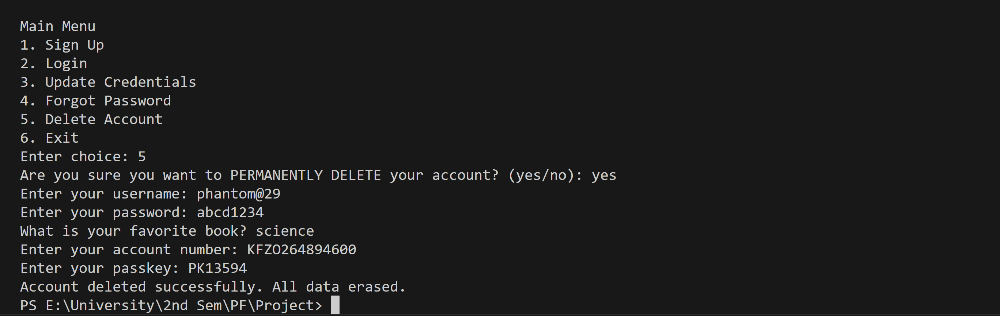 Main Menu
1. Sign Up
2. Login
3. Update Credentials
4. Forgot Password
5. Delete Account
6. Exit
Enter choice: 5
Are you sure you want to PERMANENTLY DELETE your account? (yes/no): yes
Enter your username: phantom@29
Enter your password: abcd1234
What is your favorite book? science
Enter your account number: KFZO264894600
Enter your passkey: PK13594
Account deleted successfully. All data erased.
PS E:\University\2nd Sem\PF\Project>